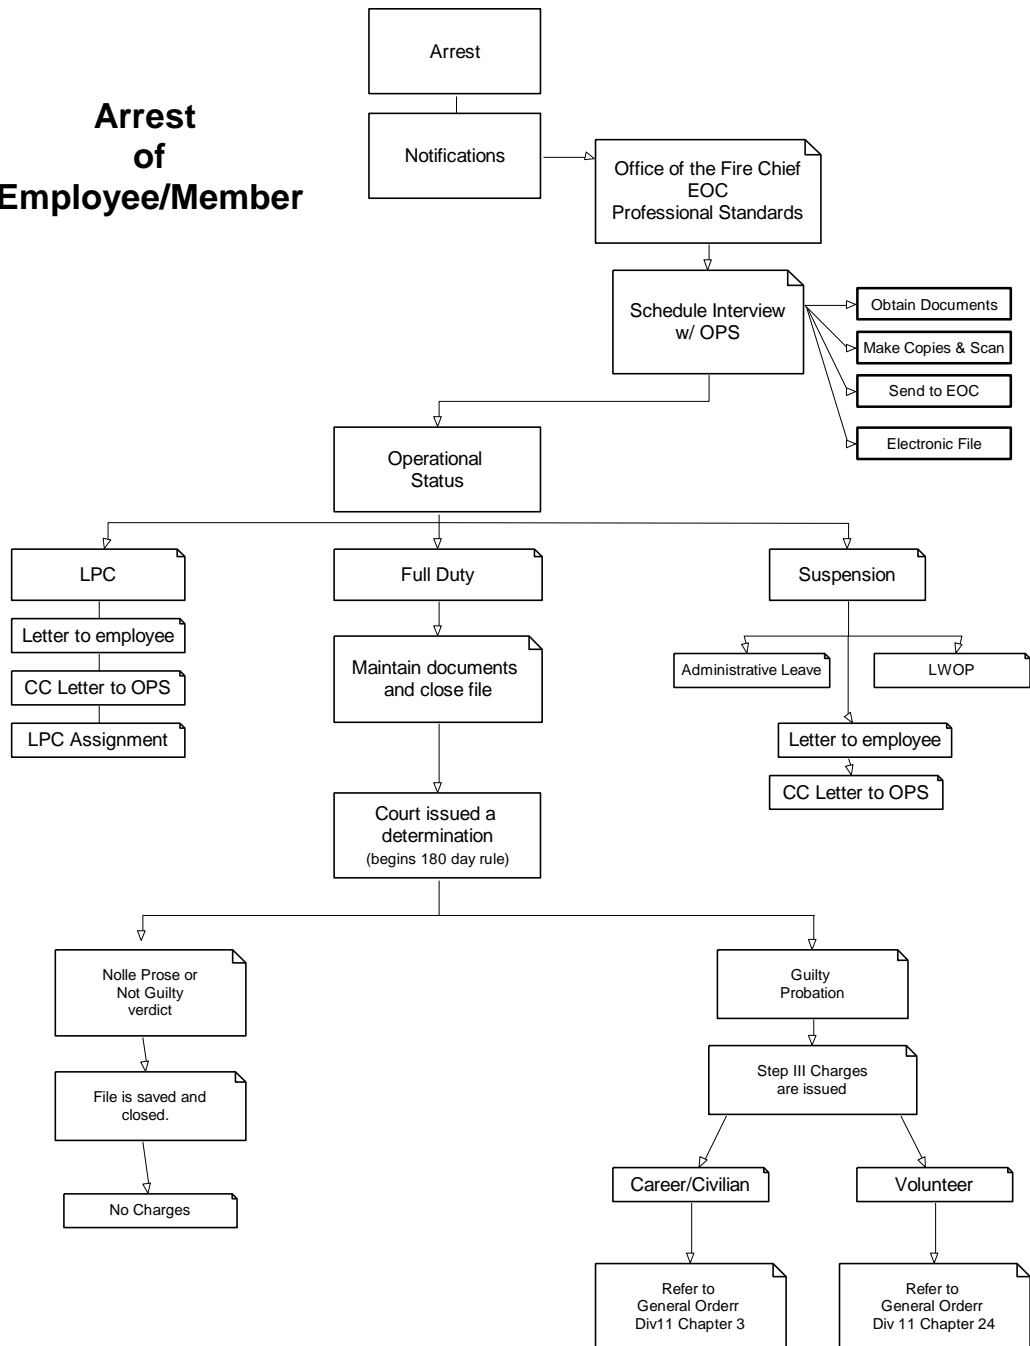 Arrest
of
Employee/Member
Arrest
Notifications
Office of the Fire Chief
EOC
Professional Standards
Schedule Interview
w/ OPS
Obtain Documents
Make Copies & Scan
Send to EOC
Electronic File
Operational
Status
LPC
Full Duty
Suspension
Letter to employee
CC Letter to OPS
LPC Assignment
Maintain documents
and close file
Administrative Leave
LWOP
Letter to employee
CC Letter to OPS
Court issued a
determination
(begins 180 day rule)
Nolle Prose or
Not Guilty
verdict
Guilty
Probation
File is saved and
closed.
Step III Charges
are issued
No Charges
Career/Civilian
Volunteer
Refer to
General Orderr
Div11 Chapter 3
Refer to
General Orderr
Div 11 Chapter 24